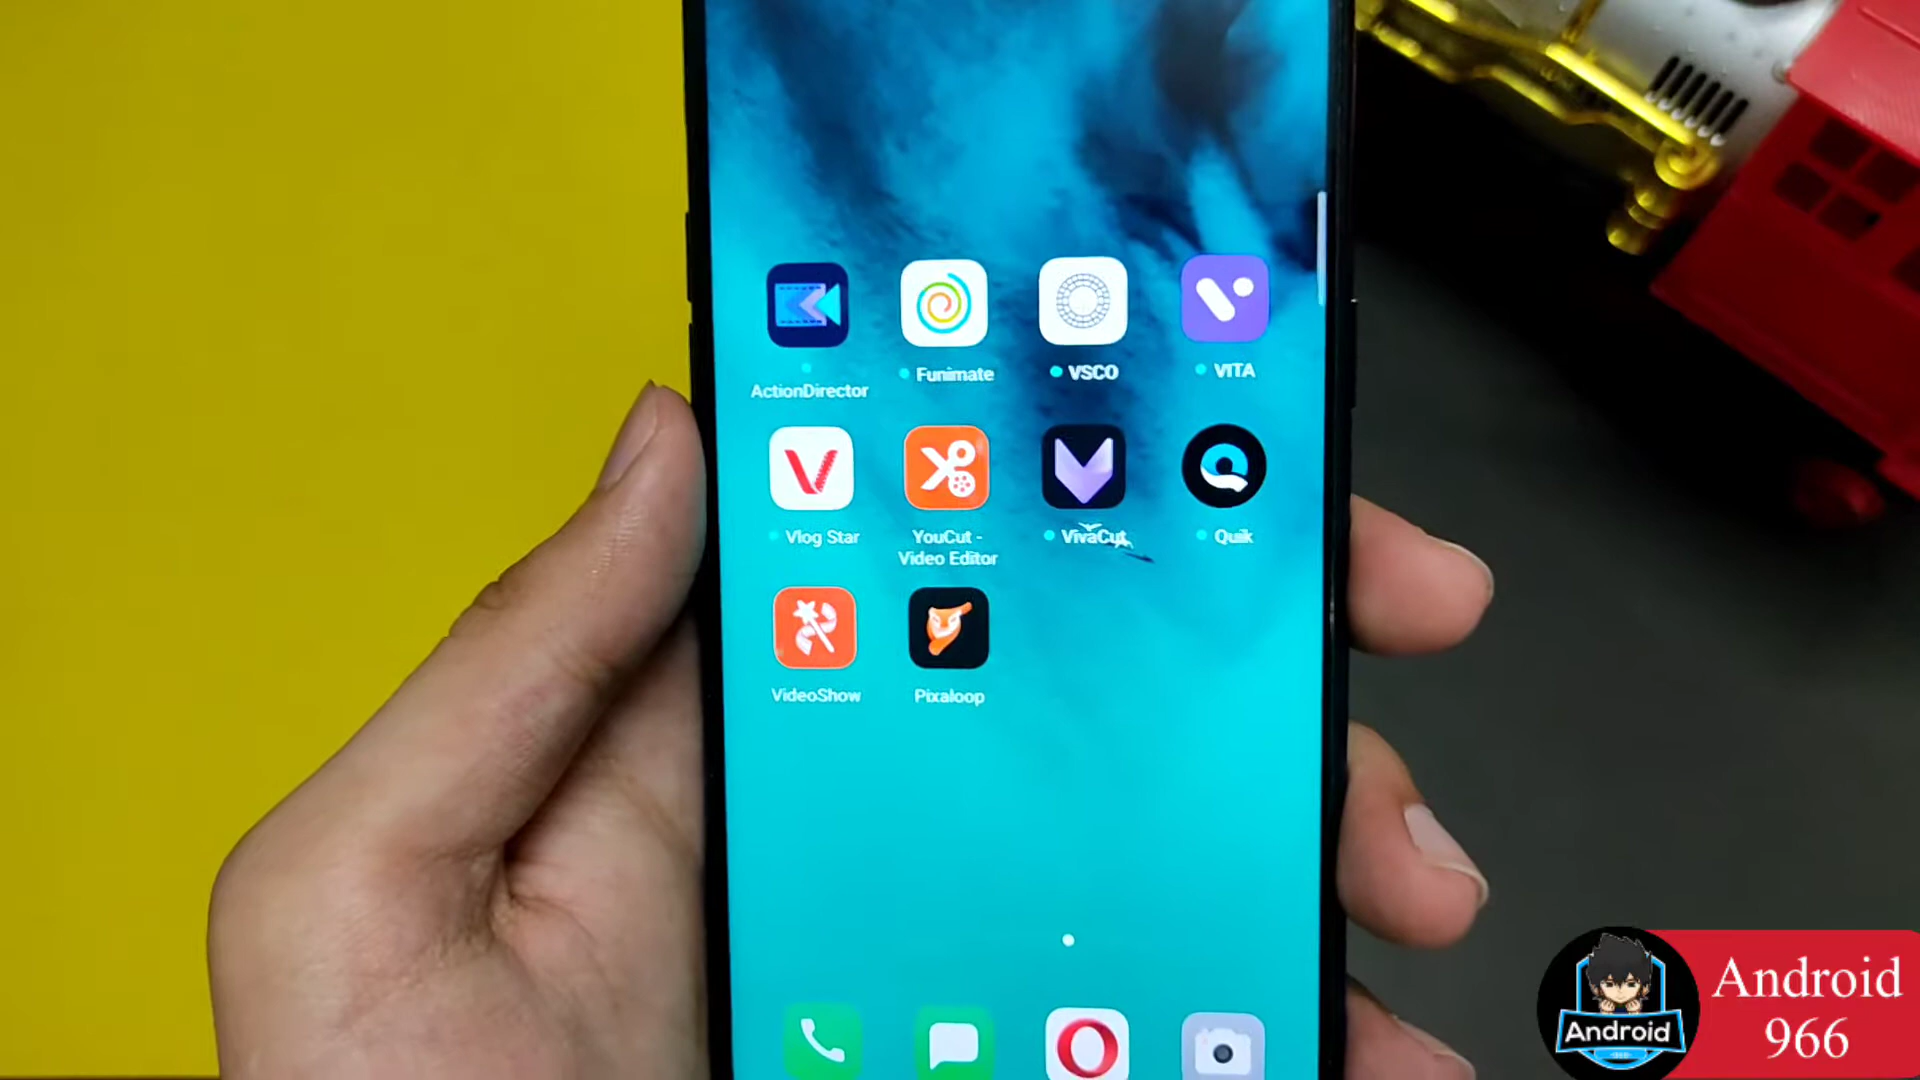 ActionDirector
Funimate
VSCO
VITA
Vlog Star
YouCut -
Video Editor
VivaCut
Quik
VideoShow
Pixaloop
Android
966
Android